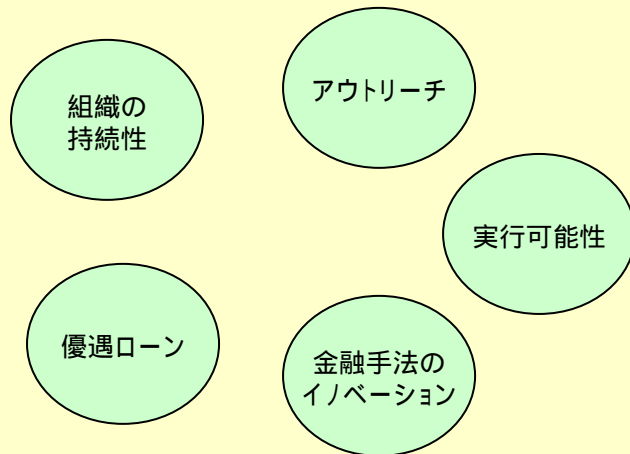 組織の
持続性
アウトリーチ
実行可能性
優遇ローン
金融手法の
イノベーション